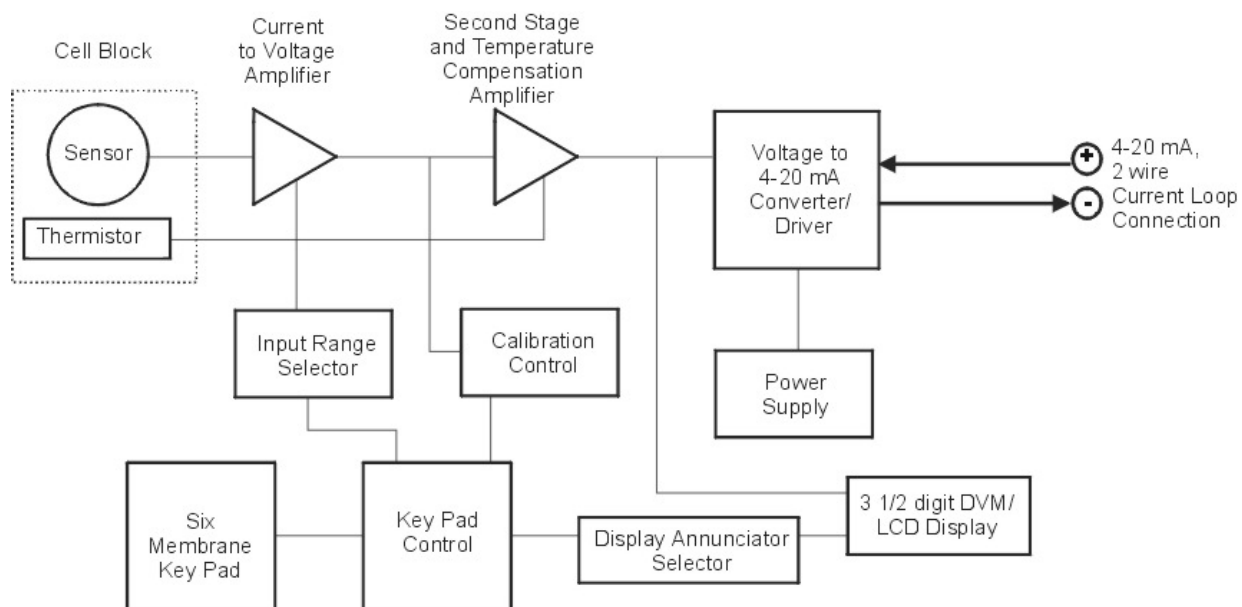 Cell Block
Current
to Voltage
Amplifier
Second Stage
and Temperature
Compensation
Amplifier
Sensor
Thermistor
Voltage to
4-20 mA
Converter/
Driver
+
4-20 mA,
2 wire
Current Loop
Connection
-
Input Range
Selector
Calibration
Control
Power
Supply
Six
Membrane
Key Pad
Key Pad
Control
Display Annunciator
Selector
3 1/2 digit DVM/
LCD Display